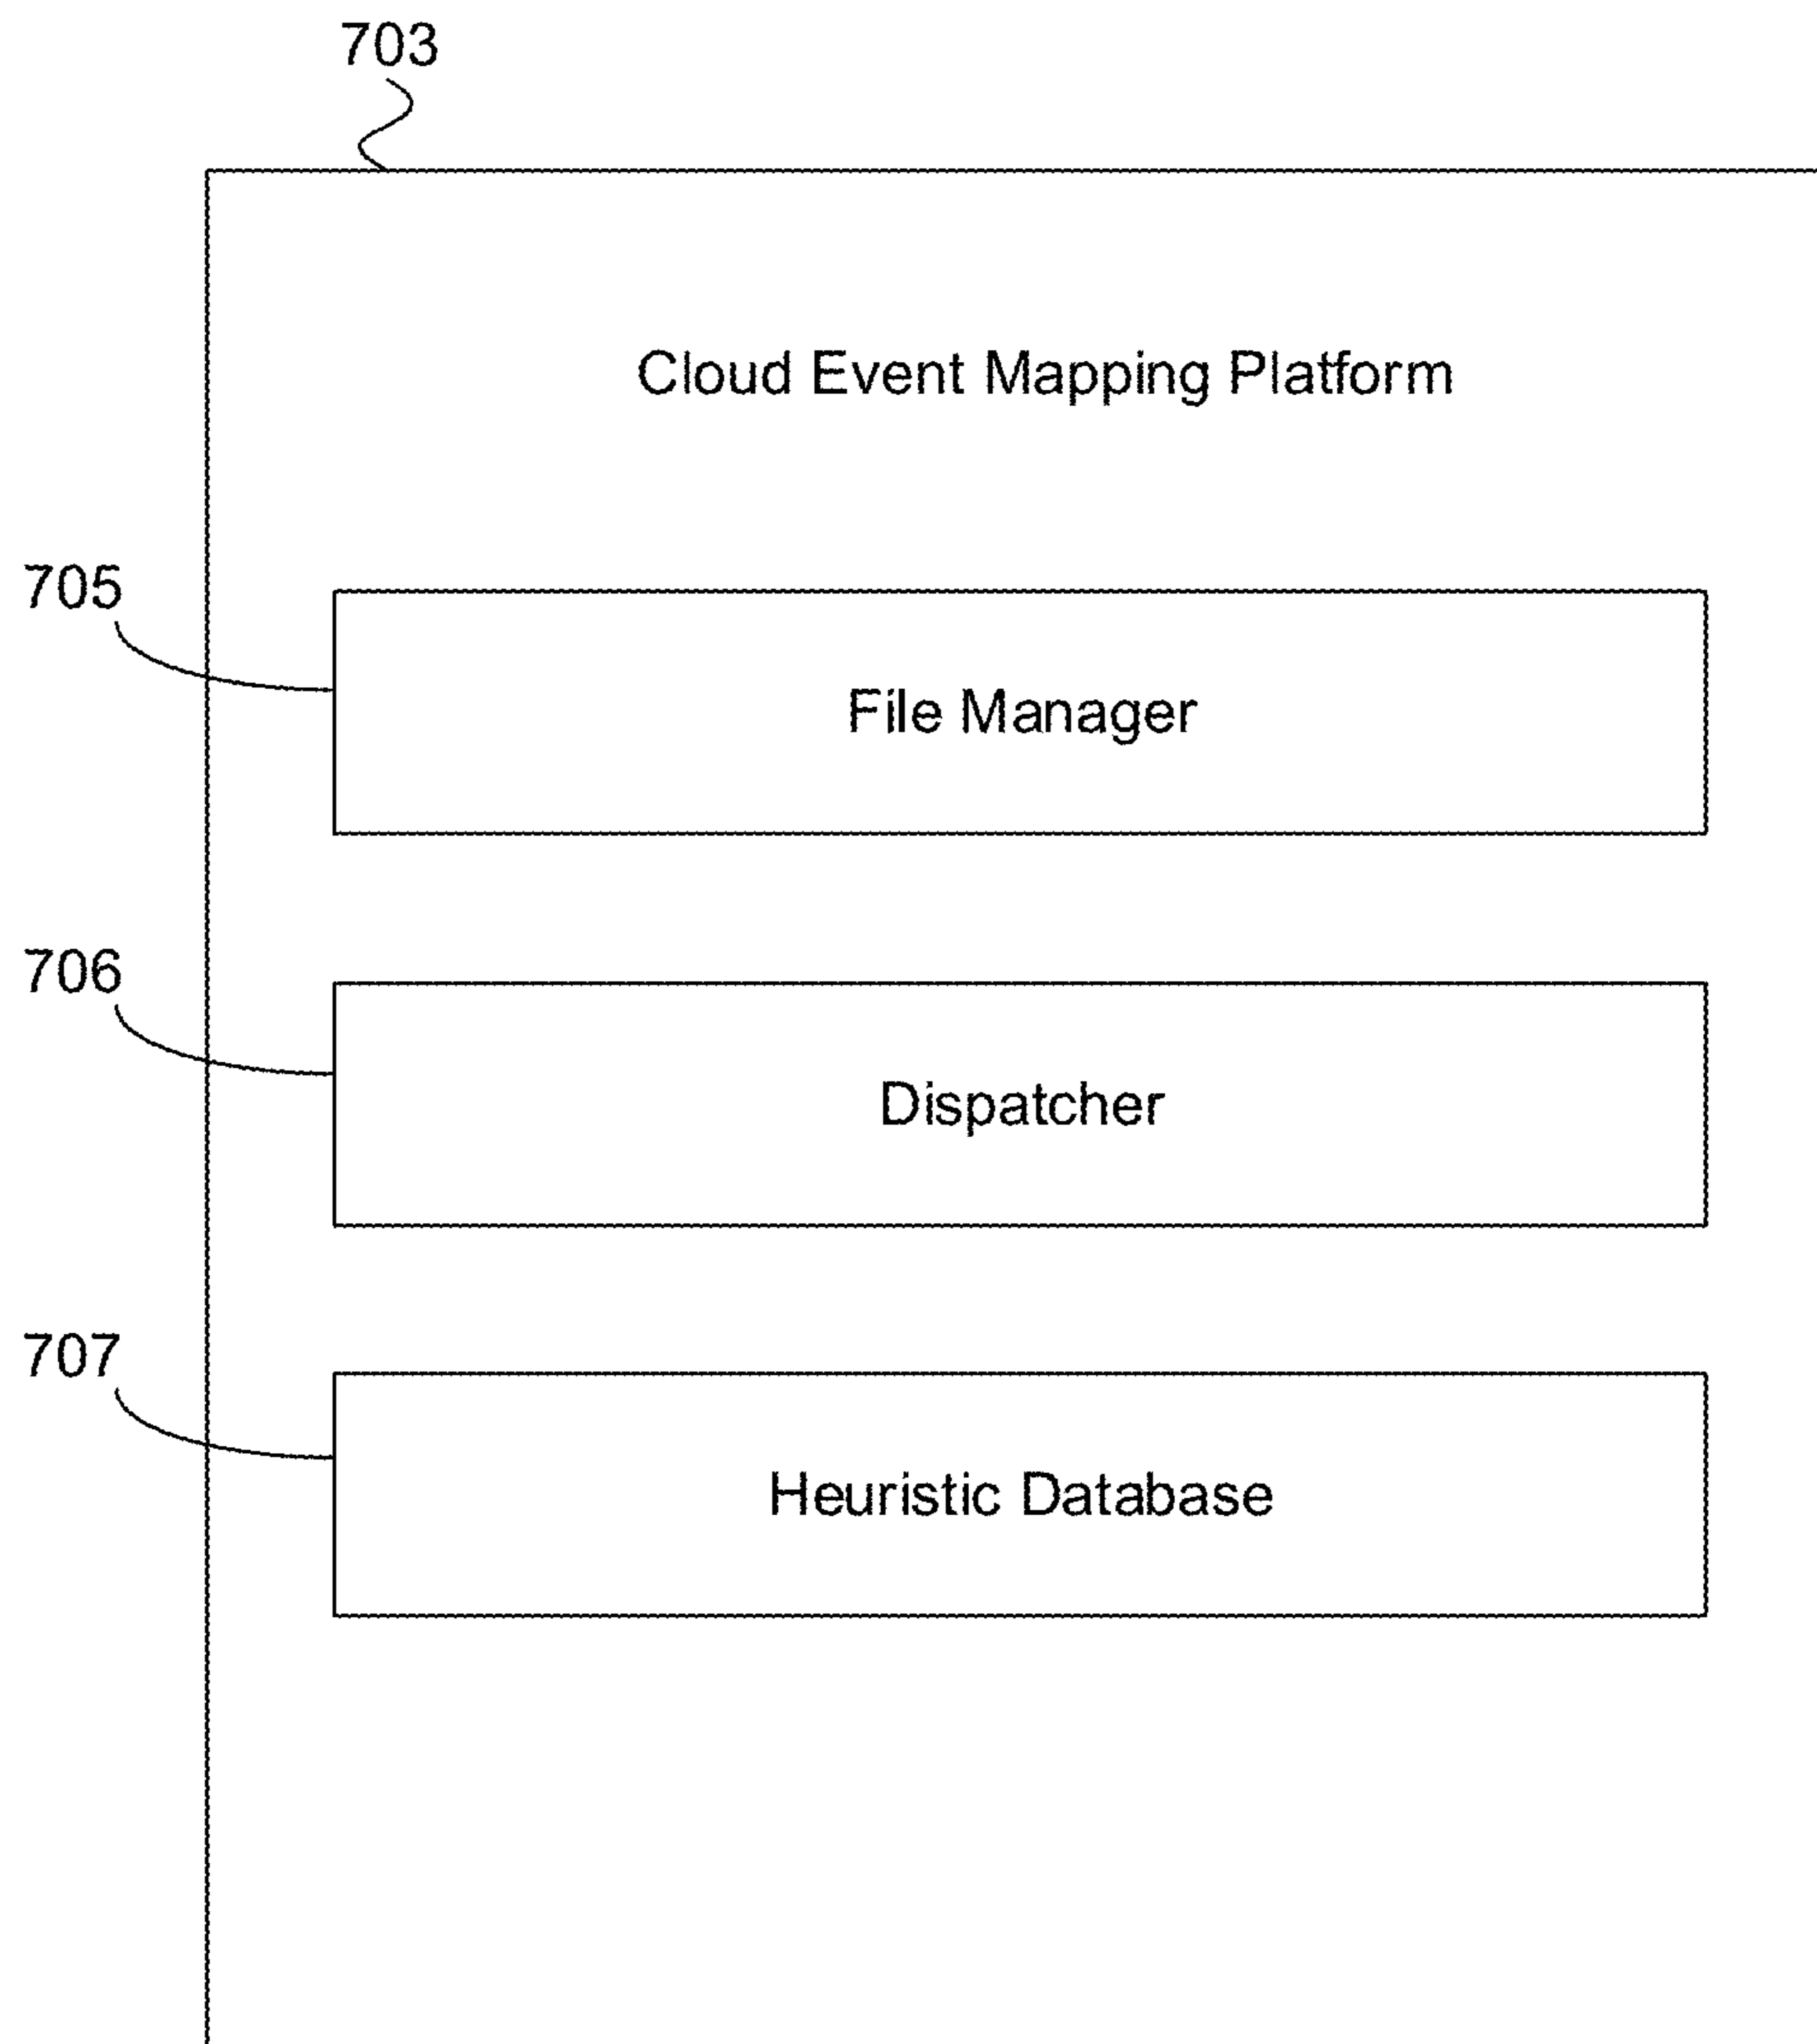 703
Cloud Event Mapping Platform
705
File Manager
706
Dispatcher
707
Heuristic Database